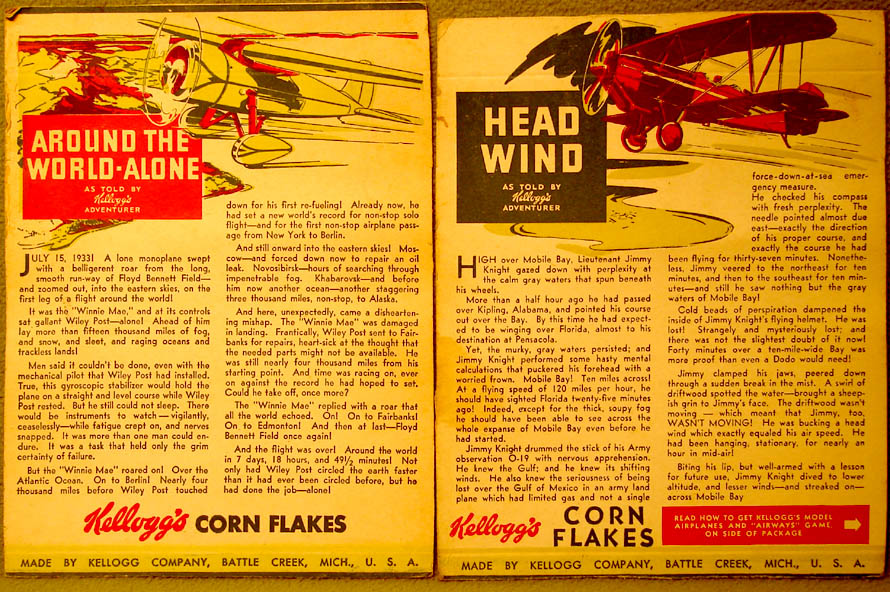 AROUND THE
WORLD-ALONE
AS TOLD BY
Kellogg's
ADVENTURER
JULY 15, 1933! A lone monoplane swept
with a belligerent roar from the long,
smooth run-way of Floyd Bennett Field—
and zoomed out, into the eastern skies, on
the first leg of a flight around the world!
It was the "Winnie Mae," and at its controls
sat gallant Wiley Post—alone! Ahead of him
lay more than fifteen thousand miles of fog,
and snow, and sleet, and raging oceans and
trackless lands!
Men said it couldn't be done, even with the
mechanical pilot that Wiley Post had installed.
True, this gyroscopic stabilizer would hold the
plane on a straight and level course while Wiley
Post rested. But he still could not sleep. There
would be instruments to watch—vigilantly,
ceaselessly—while fatigue crept on, and nerves
snapped. It was more than one man could en-
dure. It was a task that held only the grim
certainty of failure.
But the "Winnie Mae" roared on! Over the
Atlantic Ocean. On to Berlin! Nearly four
thousand miles before Wiley Post touched
down for his first re-fueling! Already now, he
had set a new world's record for non-stop solo
flight—and for the first non-stop airplane pass-
age from New York to Berlin.
And still onward into the eastern skies! Mos-
cow—and forced down now to repair an oil
leak. Novosibirsk—hours of searching through
impenetrable fog. Khabarovsk—and before
him now another ocean—another staggering
three thousand miles, non-stop, to Alaska.
And here, unexpectedly, came a dishearten-
ing mishap. The "Winnie Mae" was damaged
in landing. Frantically, Wiley Post sent to Fair-
banks for repairs, heart-sick at the thought that
the needed parts might not be available. He
was still nearly four thousand miles from his
starting point. And time was racing on, even
on against the record he had hoped to set.
Could he take off, once more?
The "Winnie Mae" replied with a roar that
all the world echoed. On! On to Fairbanks!
On to Edmonton! And then at last—Floyd
Bennett Field once again!
And the flight was over! Around the world
in 7 days, 18 hours, and 49½ minutes! Not
only had Wiley Post circled the earth faster
than it had ever been circled before, but he
had done the job—alone!
Kellogg's CORN FLAKES
MADE BY KELLOGG COMPANY, BATTLE CREEK, MICH., U. S. A.
HEAD
WIND
AS TOLD BY
Kellogg's
ADVENTURER
HIGH over Mobile Bay, Lieutenant Jimmy
Knight gazed down with perplexity at
the calm gray waters that spun beneath
his wheels.
More than a half hour ago he had passed
over Kipling, Alabama, and pointed his course
out over the Bay. By this time he had expect-
ed to be winging over Florida, almost to his
destination at Pensacola.
Yet, the murky, gray waters persisted; and
Jimmy Knight performed some hasty mental
calculations that puckered his forehead with a
worried frown. Mobile Bay! Ten miles across!
At a flying speed of 120 miles per hour, he
should have sighted Florida twenty-five minutes
ago! Indeed, except for the thick, soupy fog
he should have been able to see across the
whole expanse of Mobile Bay even before he
had started.
Jimmy Knight drummed the stick of his Army
observation O-19 with nervous apprehension.
He knew the Gulf; and he knew its shifting
winds. He also knew the seriousness of being
lost over the Gulf of Mexico in an army land
plane which had limited gas and not a single
force-down-at-sea emer-
gency measure.
He checked his compass
with fresh perplexity. The
needle pointed almost due
east—exactly the direction
of his proper course, and
exactly the course he had
been flying for thirty-seven minutes. Nonethe-
less, Jimmy veered to the northeast for ten
minutes, and then to the southeast for ten min-
utes—and still he saw nothing but the gray
waters of Mobile Bay!
Cold beads of perspiration dampened the
inside of Jimmy Knight's flying helmet. He was
lost! Strangely and mysteriously lost; and
there was not the slightest doubt of it now!
Forty minutes over a ten-mile-wide Bay was
more proof than even a Dodo would need!
Jimmy clamped his jaws, peered down
through a sudden break in the mist. A swirl of
driftwood spotted the water—brought a sheep-
ish grin to Jimmy's face. The driftwood wasn't
moving — which meant that Jimmy, too,
WASN'T MOVING! He was bucking a head
wind which exactly equaled his air speed. He
had been hanging, stationary, for nearly an
hour in mid-air!
Biting his lip, but well-armed with a lesson
for future use, Jimmy Knight dived to lower
altitude, and lesser winds—and streaked on—
across Mobile Bay
Kellogg's CORN
FLAKES
READ HOW TO GET KELLOGG'S MODEL
AIRPLANES AND "AIRWAYS" GAME.
ON SIDE OF PACKAGE
MADE BY KELLOGG COMPANY, BATTLE CREEK, MICH., U. S. A.